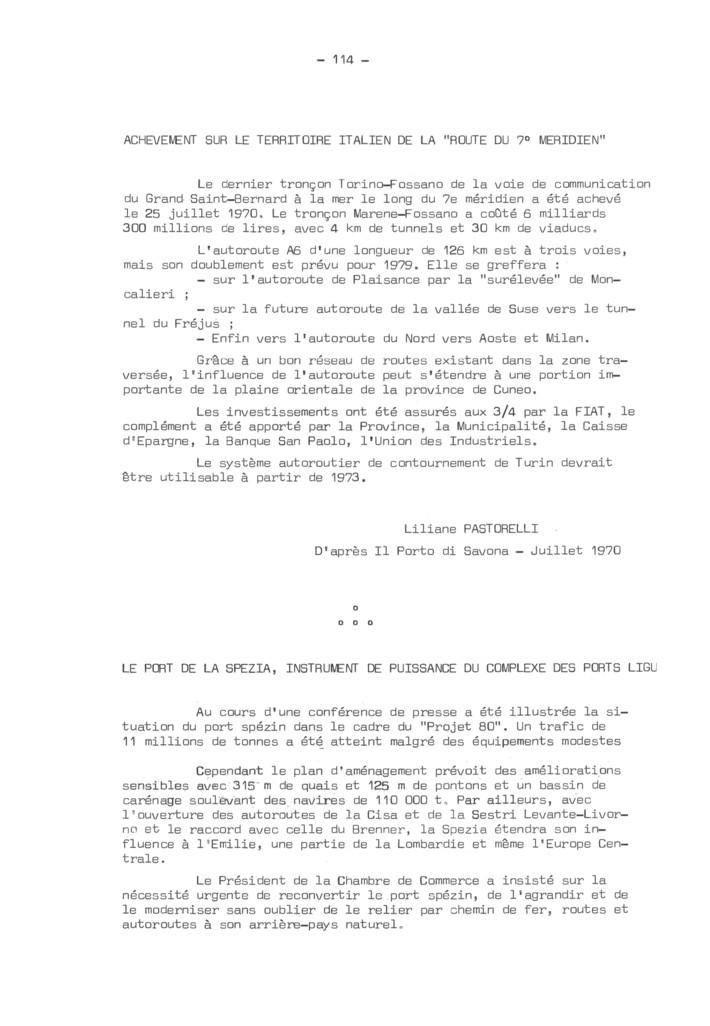 - 114 -
ACHEVEMENT SUR LE TERRITOIRE ITALIEN DE LA "ROUTE DU 7° MERIDIEN"
Le dernier tronçon Torino-Fossano de la voie de communication
du Grand Saint-Bernard à la mer le long du 7e méridien a été achevé
le 25 juillet 1970. Le tronçon Marene-Fossano a coûté 6 milliards
300 millions de lires, avec 4 km de tunnels et 30 km de viaducs.
L'autoroute A6 d'une longueur de 126 km est à trois voies,
mais son doublement est prévu pour 1979. Elle se greffera :
- sur l'autoroute de Plaisance par la "surélevée" de Mon-
calieri ;
- sur la future autoroute de la vallée de Suse vers le tun-
nel du Fréjus ;
- Enfin vers l'autoroute du Nord vers Aoste et Milan.
Grâce à un bon réseau de routes existant dans la zone tra-
versée, l'influence de l'autoroute peut s'étendre à une portion im-
portante de la plaine orientale de la province de Cuneo.
Les investissements ont été assurés aux 3/4 par la FIAT, le
complément a été apporté par la Province, la Municipalité, la Caisse
d'Epargne, la Banque San Paolo, l'Union des Industriels.
Le système autoroutier de contournement de Turin devrait
être utilisable à partir de 1973.
Liliane PASTORELLI
D'après Il Porto di Savona - Juillet 1970
o
o o o
LE PORT DE LA SPEZIA, INSTRUMENT DE PUISSANCE DU COMPLEXE DES PORTS LIGU
Au cours d'une conférence de presse a été illustrée la si-
tuation du port spézin dans le cadre du "Projet 80". Un trafic de
11 millions de tonnes a été atteint malgré des équipements modestes
Cependant le plan d'aménagement prévoit des améliorations
sensibles avec 315 m de quais et 125 m de pontons et un bassin de
carénage soulevant des navires de 110 000 t. Par ailleurs, avec
l'ouverture des autoroutes de la Cisa et de la Sestri Levante-Livor-
no et le raccord avec celle du Brenner, la Spezia étendra son in-
fluence à l'Emilie, une partie de la Lombardie et même l'Europe Cen-
trale.
Le Président de la Chambre de Commerce a insisté sur la
nécessité urgente de reconvertir le port spézin, de l'agrandir et de
le moderniser sans oublier de le relier par chemin de fer, routes et
autoroutes à son arrière-pays naturel.